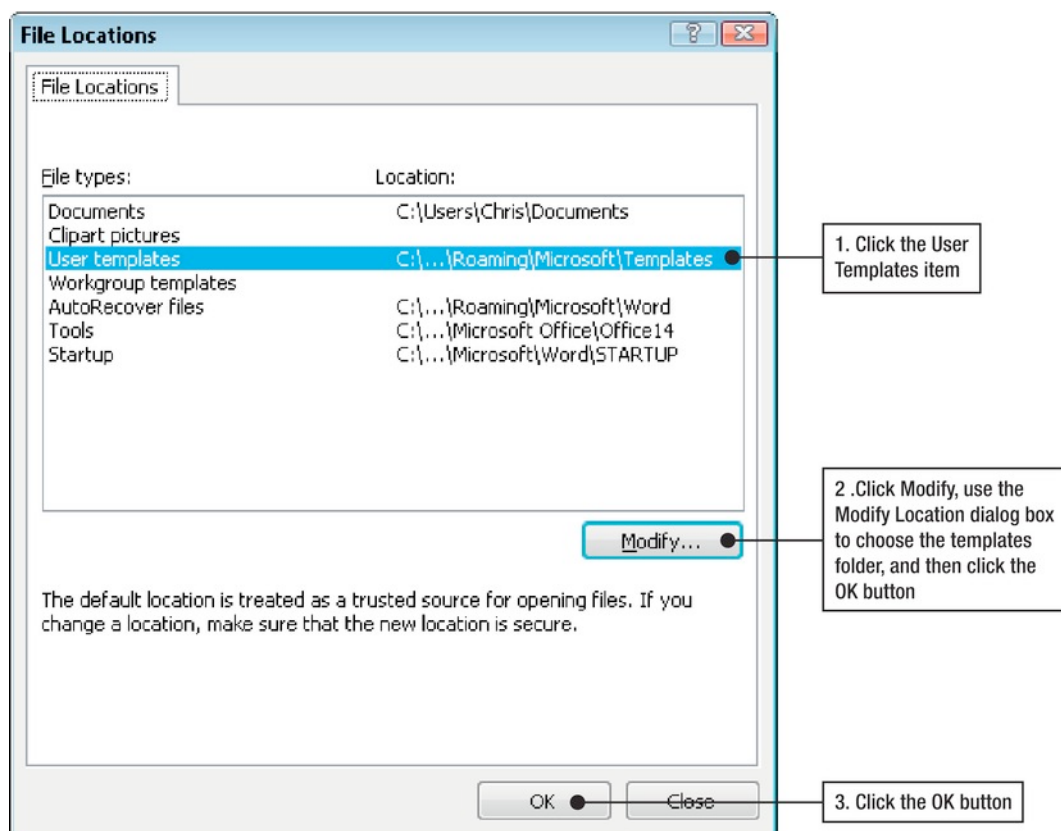 File Locations
File Locations
File types: Location:
Documents C:\Users\Chris\Documents
Clipart pictures
User templates C:\...\Roaming\Microsoft\Templates
Workgroup templates
AutoRecover files C:\...\Roaming\Microsoft\Word
Tools C:\...\Microsoft Office\Office14
Startup C:\...\Microsoft\Word\STARTUP
1. Click the User
Templates item
Modify...
2 .Click Modify, use the
Modify Location dialog box
to choose the templates
folder, and then click the
OK button
The default location is treated as a trusted source for opening files. If you
change a location, make sure that the new location is secure.
OK Close
3. Click the OK button